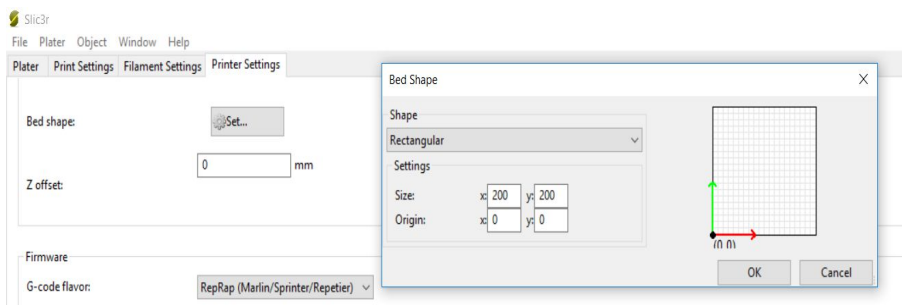 Slic3r
File Plater Object Window Help
Plater Print Settings Filament Settings Printer Settings
Bed shape:
Set...
0 mm
Z offset:
Firmware
G-code flavor:
RepRap (Marlin/Sprinter/Repetier)
Bed Shape X
Shape
Rectangular
Settings
Size: x: 200 y: 200
Origin: x: 0 y: 0
(0,0)
OK Cancel